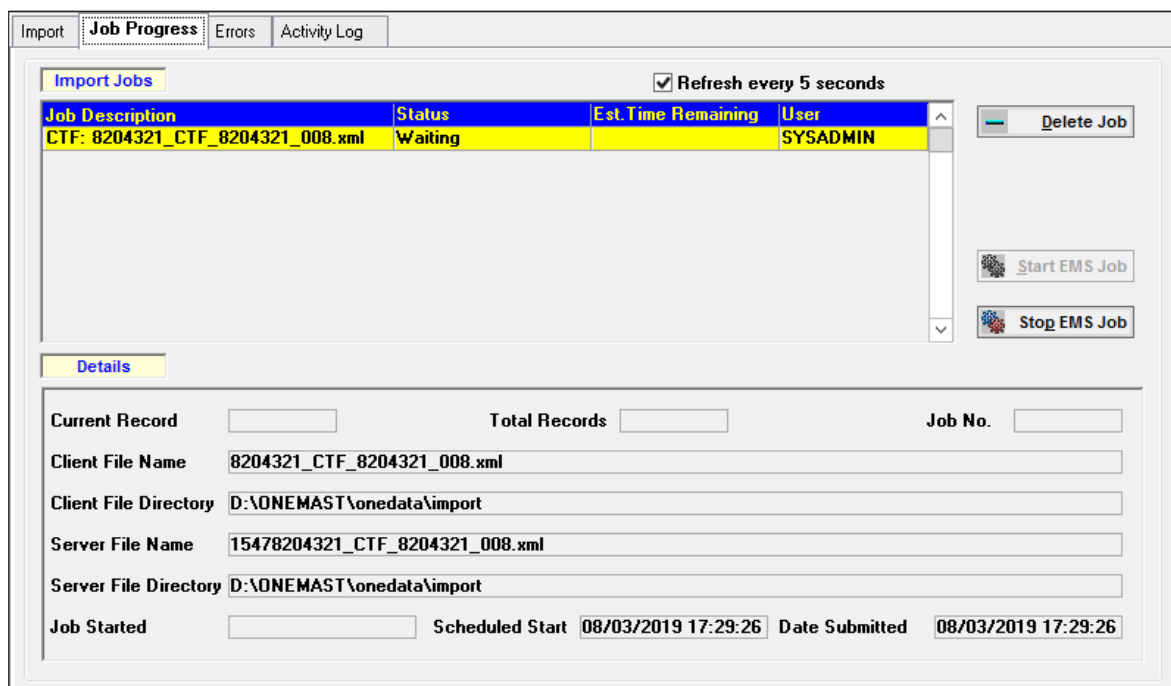 Import Job Progress Errors Activity Log
Import Jobs Refresh every 5 seconds
Job Description Status Est.Time Remaining User
CTF: 8204321_CTF_8204321_008.xml Waiting SYSADMIN
Delete Job
Start EMS Job
Stop EMS Job
Details
Current Record Total Records Job No.
Client File Name 8204321_CTF_8204321_008.xml
Client File Directory D:\ONEMAST\onedata\import
Server File Name 15478204321_CTF_8204321_008.xml
Server File Directory D:\ONEMAST\onedata\import
Job Started Scheduled Start 08/03/2019 17:29:26 Date Submitted 08/03/2019 17:29:26